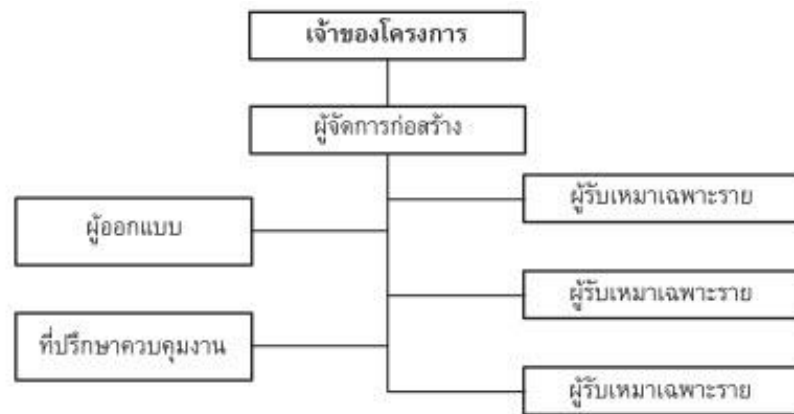 เจ้าของโครงการ
ผู้จัดการก่อสร้าง
ผู้รับเหมาเฉพาะราย
ผู้ออกแบบ
ผู้รับเหมาเฉพาะราย
ที่ปรึกษาควบคุมงาน
ผู้รับเหมาเฉพาะราย